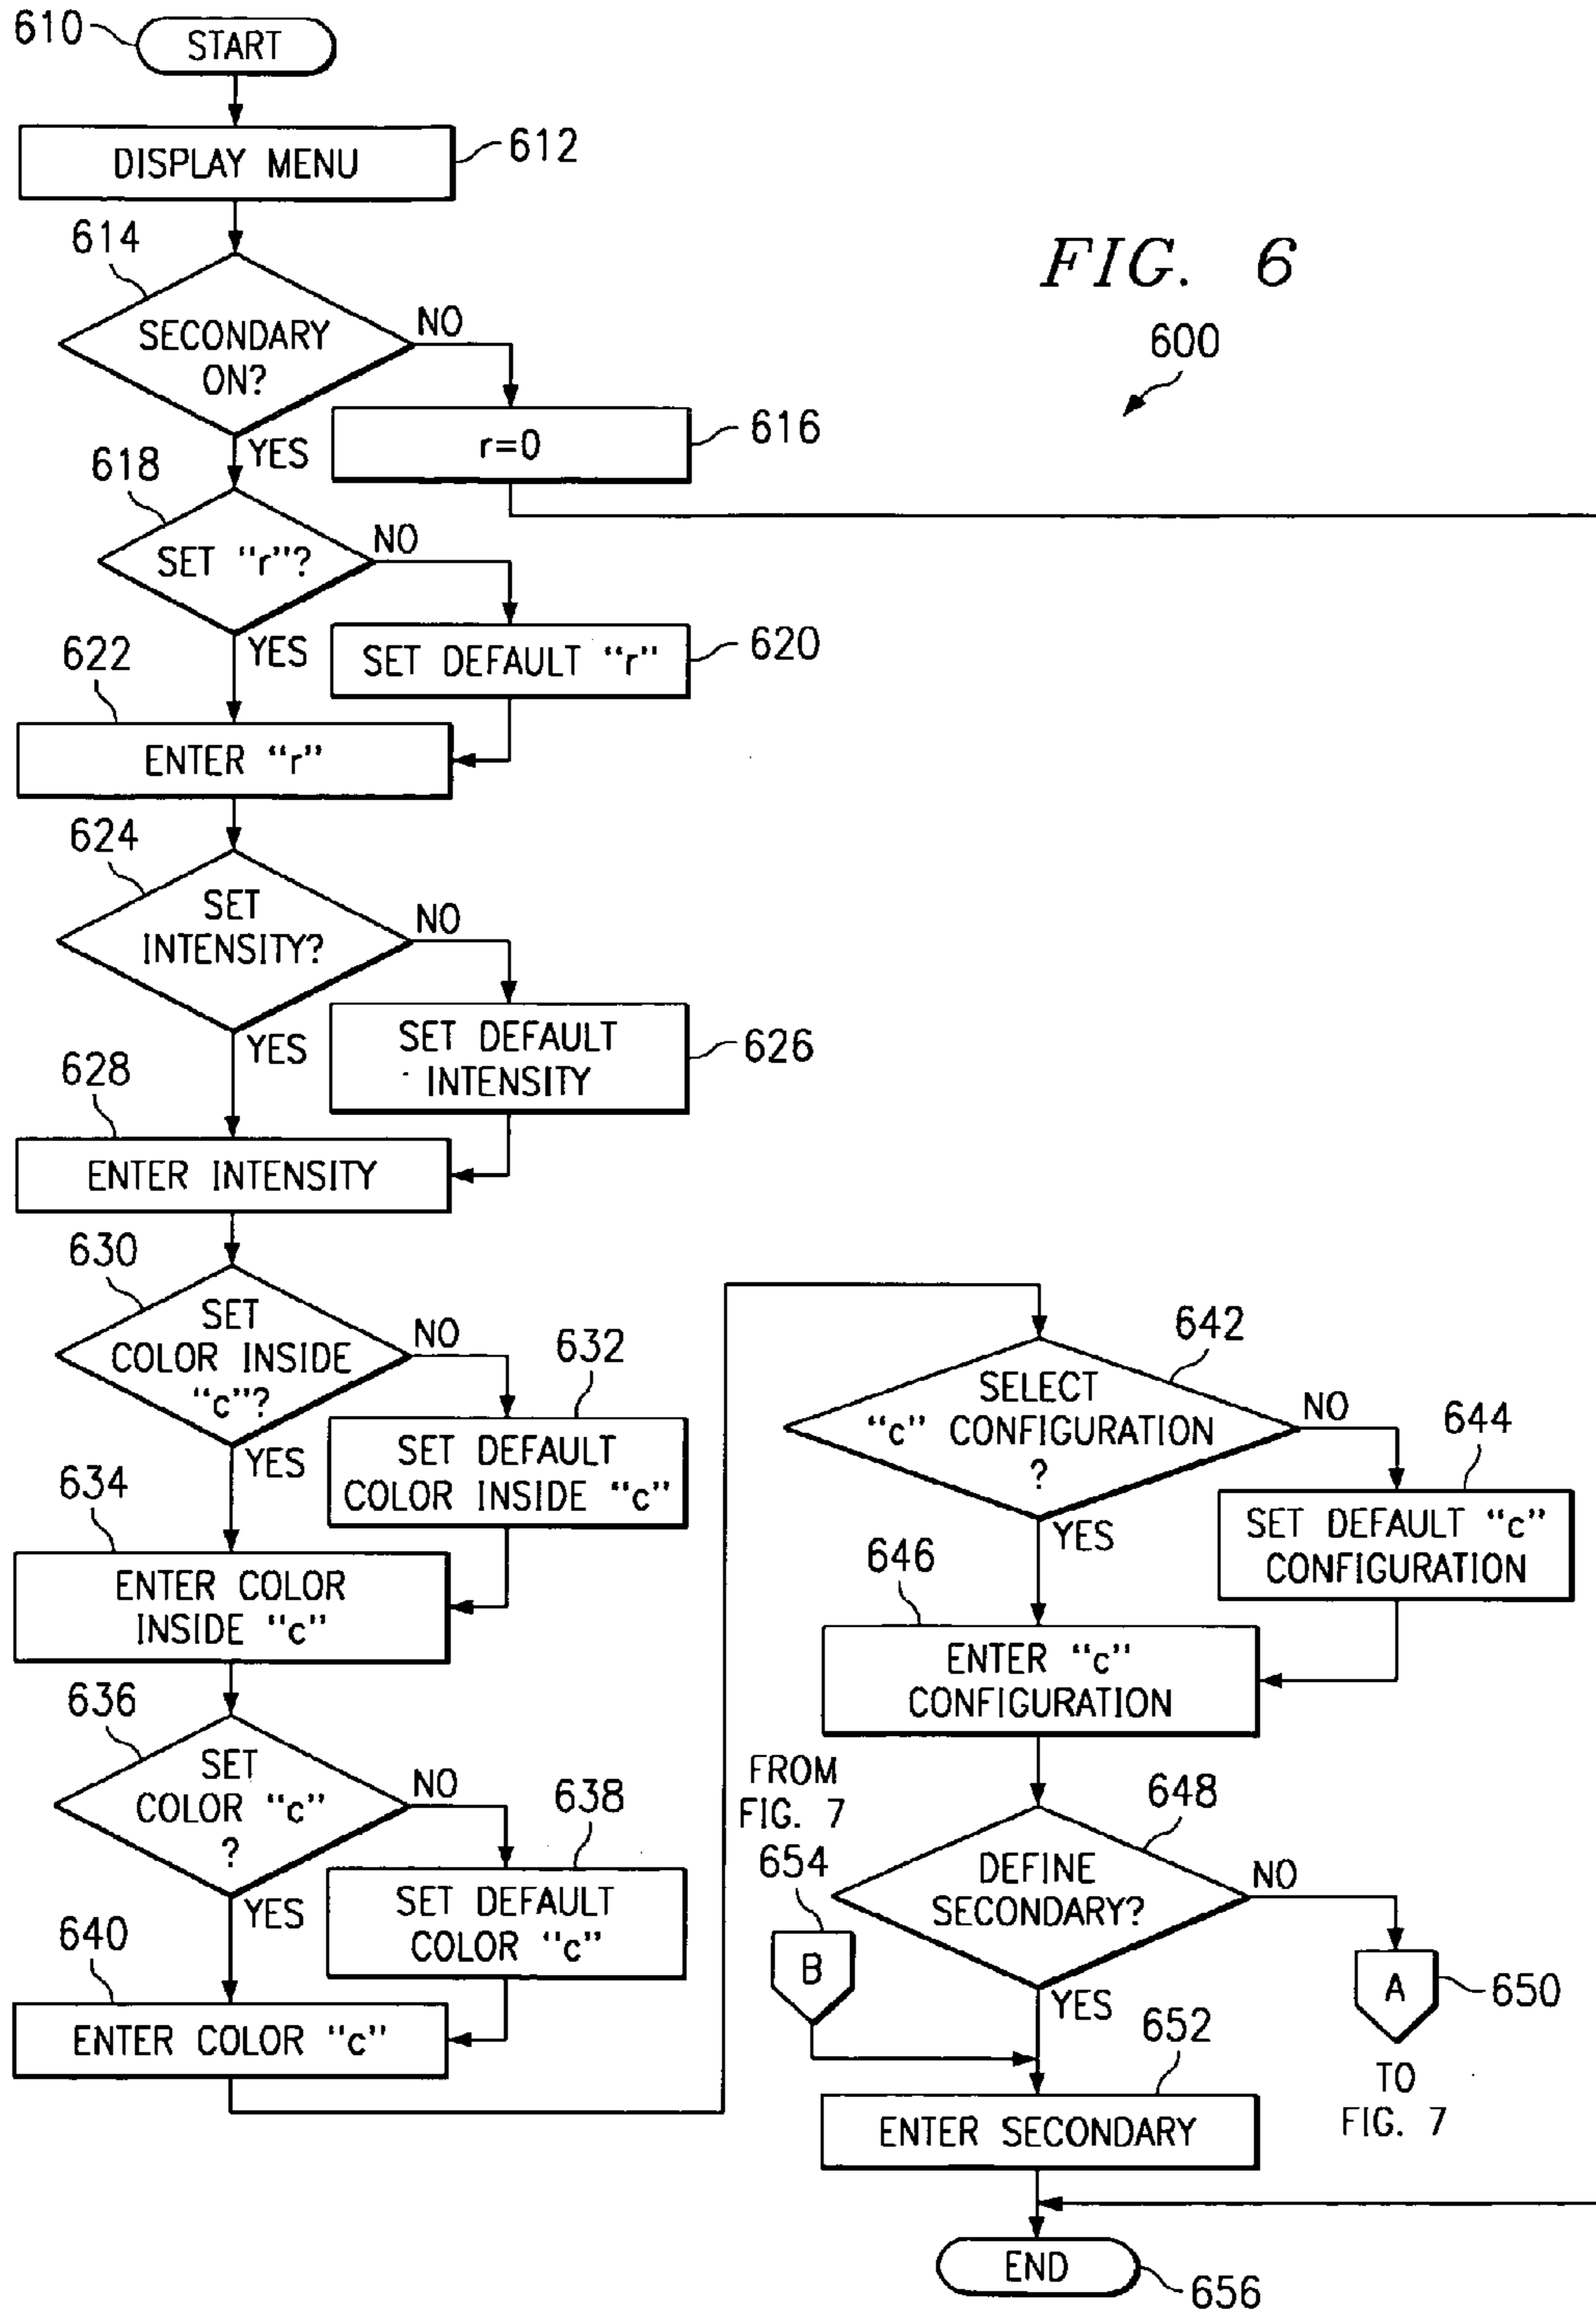 610
START
DISPLAY MENU
612
614
SECONDARY
ON?
NO
YES
FIG. 6
600
r=0
616
618
SET "r"?
NO
YES
SET DEFAULT "r"
620
622
ENTER "r"
624
SET
INTENSITY?
NO
YES
SET DEFAULT
INTENSITY
626
628
ENTER INTENSITY
630
SET
COLOR INSIDE
"c"?
NO
YES
632
SET DEFAULT
COLOR INSIDE "c"
634
ENTER COLOR
INSIDE "c"
636
SET
COLOR "c"
?
NO
YES
638
SET DEFAULT
COLOR "c"
640
ENTER COLOR "c"
642
SELECT
"c" CONFIGURATION
?
NO
YES
644
SET DEFAULT "c"
CONFIGURATION
646
ENTER "c"
CONFIGURATION
648
DEFINE
SECONDARY?
NO
YES
FROM
FIG. 7
654
B
A
650
TO
FIG. 7
652
ENTER SECONDARY
END
656